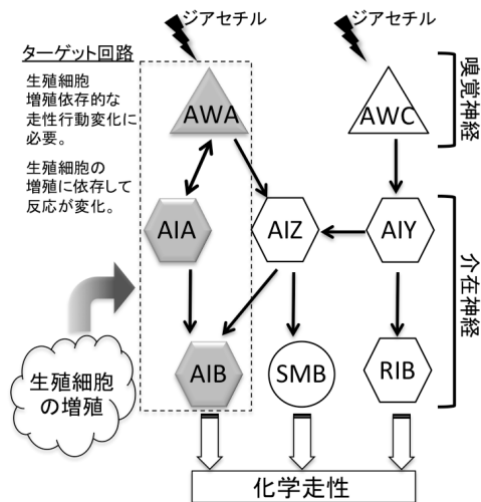 ジアセチル
ジアセチル
ターゲット回路
生殖細胞
増殖依存的な
走性行動変化に
必要。
生殖細胞の
増殖に依存して
反応が変化。
AWA
AWC
嗅覚神経
AIA
AIZ
AIY
介在神経
AIB
SMB
RIB
生殖細胞
の増殖
化学走性